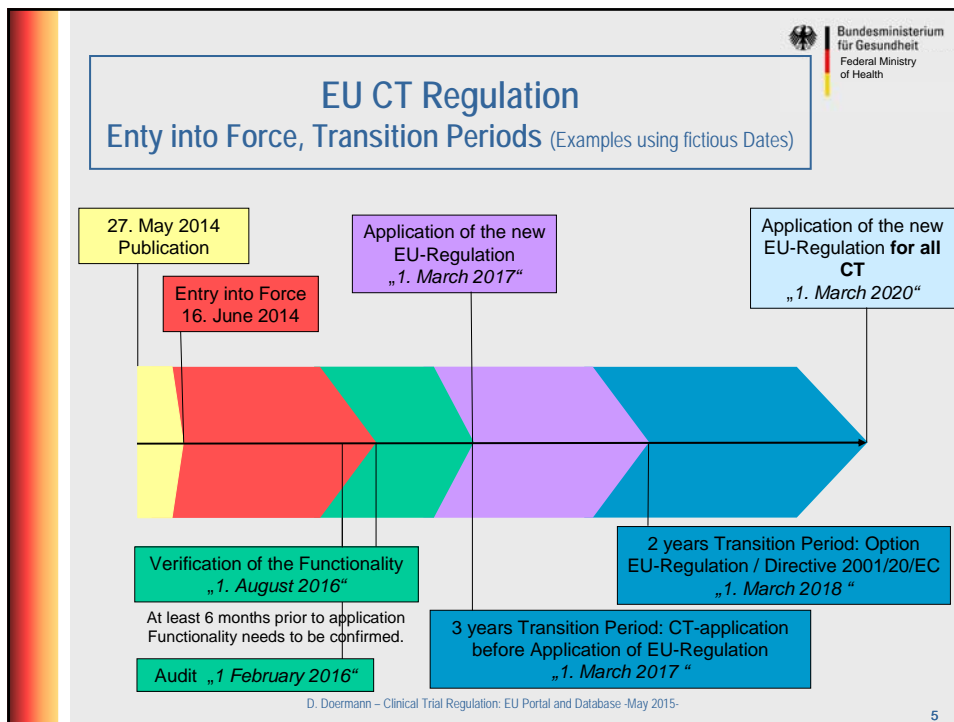 Bundesministerium
für Gesundheit
Federal Ministry
of Health
EU CT Regulation
Enty into Force, Transition Periods (Examples using fictious Dates)
27. May 2014
Publication
Entry into Force
16. June 2014
Application of the new
EU-Regulation
„1. March 2017“
Application of the new
EU-Regulation for all
CT
„1. March 2020“
Verification of the Functionality
„1. August 2016“
At least 6 months prior to application
Functionality needs to be confirmed.
Audit „1 February 2016“
2 years Transition Period: Option
EU-Regulation / Directive 2001/20/EC
„1. March 2018 “
3 years Transition Period: CT-application
before Application of EU-Regulation
„1. March 2017 “
D. Doermann – Clinical Trial Regulation: EU Portal and Database -May 2015-
5